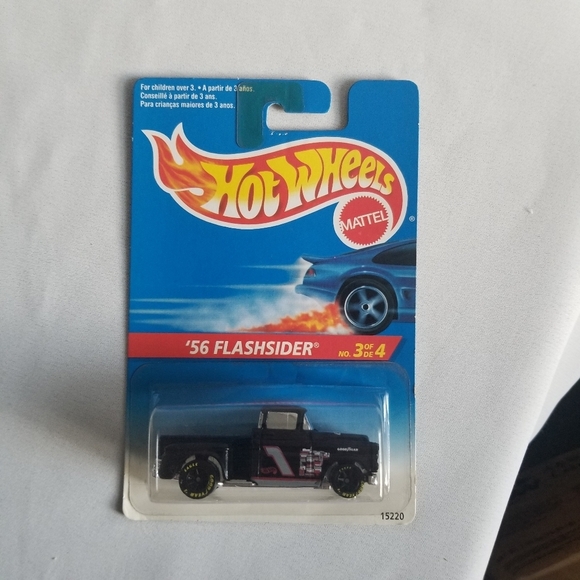 For children over 3. • A partir de 3 años.
Conseillé à partir de 3 ans.
Para crianças maiores de 3 anos.
HOT WHEELS
®
MATTEL
'56 FLASHSIDER®
NO. 3 OF 4
DE
1
GOODYEAR
15220